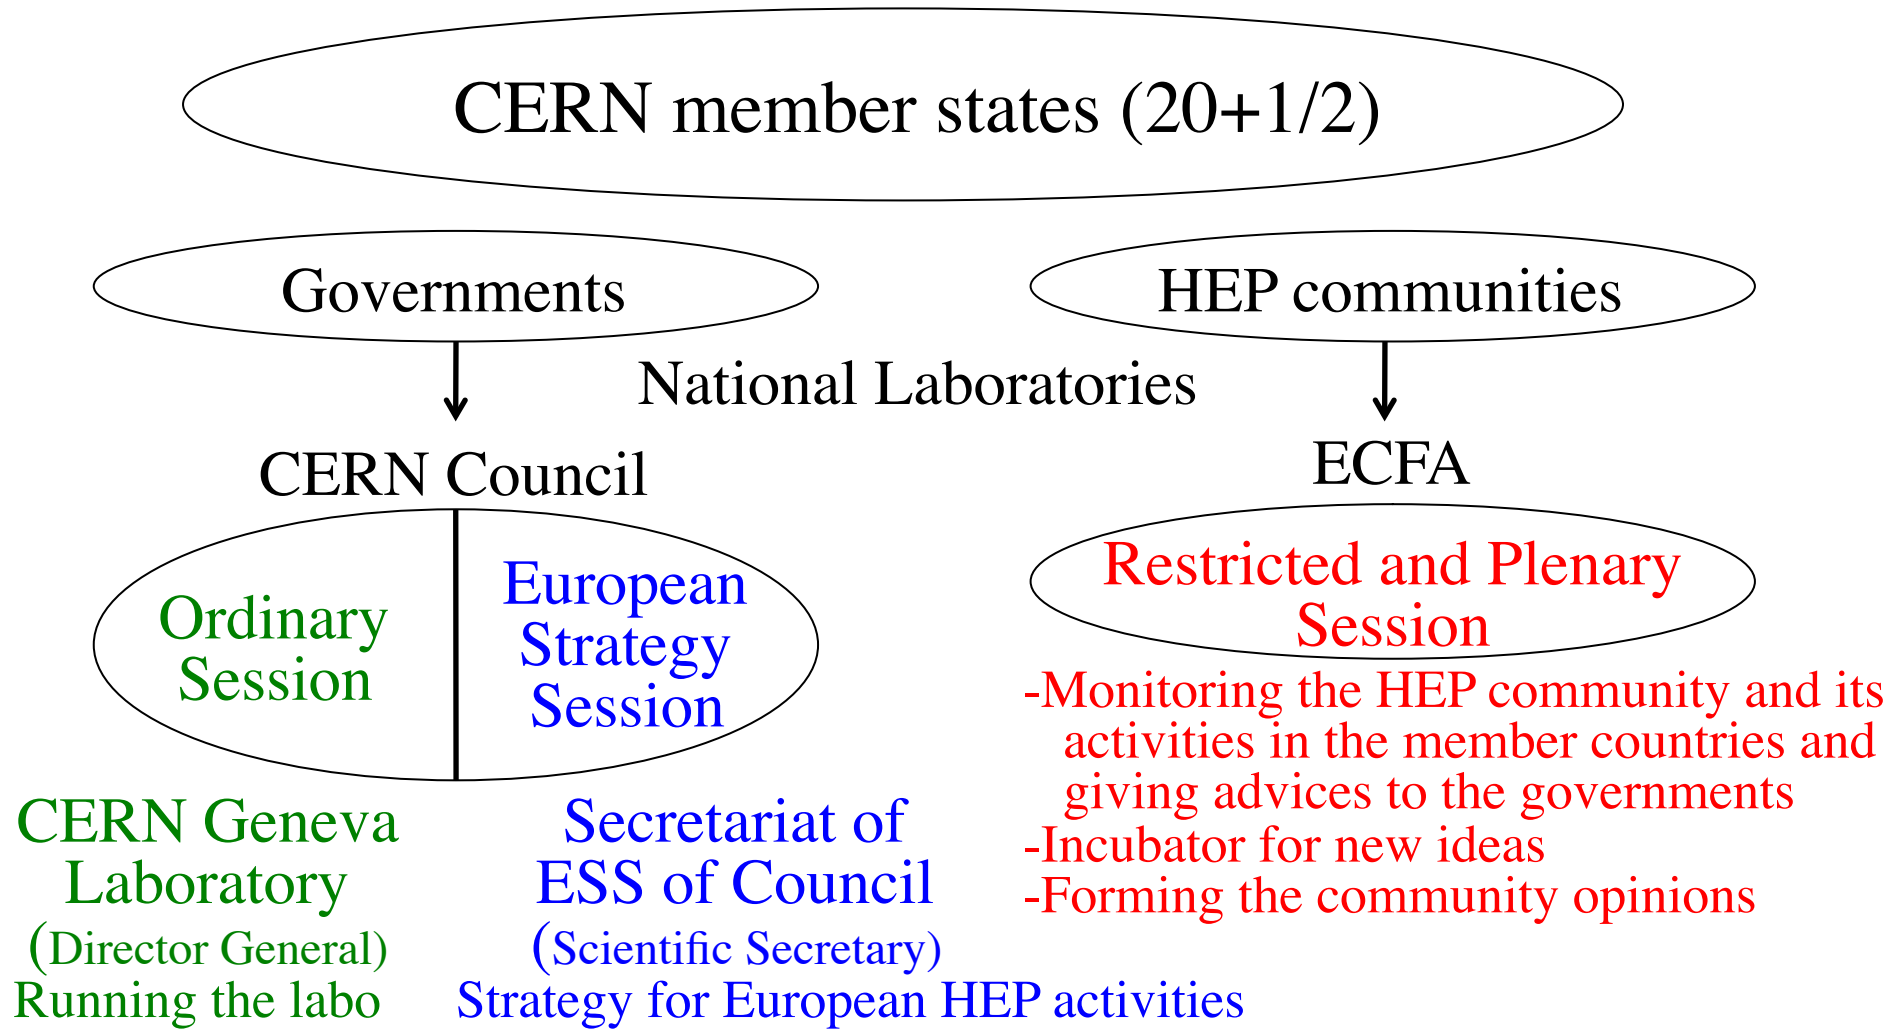 CERN member states (20+1/2)
Governments
HEP communities
National Laboratories
CERN Council
ECFA
Ordinary
Session
European
Strategy
Session
Restricted and Plenary
Session
-Monitoring the HEP community and its
activities in the member countries and
giving advices to the governments
-Incubator for new ideas
-Forming the community opinions
CERN Geneva
Laboratory
(Director General)
Running the labo
Secretariat of
ESS of Council
(Scientific Secretary)
Strategy for European HEP activities